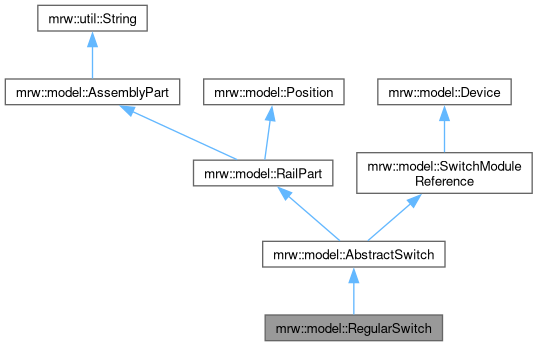 mrw::util::String
mrw::model::AssemblyPart
mrw::model::Position
mrw::model::Device
mrw::model::RailPart
mrw::model::SwitchModule
Reference
mrw::model::AbstractSwitch
mrw::model::RegularSwitch